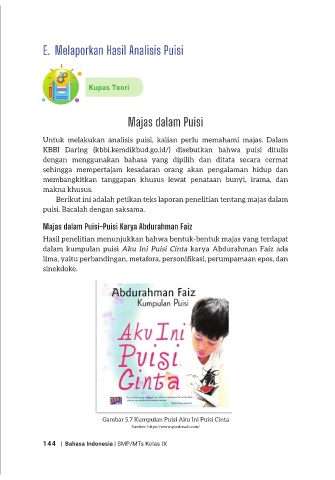 E. Melaporkan Hasil Analisis Puisi
Kupas Teori
Majas dalam Puisi
Untuk melakukan analisis puisi, kalian perlu memahami majas. Dalam
KBBI Daring (kbbi.kemdikbud.go.id/) disebutkan bahwa puisi ditulis
dengan menggunakan bahasa yang dipilih dan ditata secara cermat
sehingga mempertajam kesadaran orang akan pengalaman hidup dan
membangkitkan tanggapan khusus lewat penataan bunyi, irama, dan
makna khusus.
Berikut ini adalah petikan teks laporan penelitian tentang majas dalam
puisi. Bacalah dengan saksama.
Majas dalam Puisi-Puisi Karya Abdurahman Faiz
Hasil penelitian menunjukkan bahwa bentuk-bentuk majas yang terdapat
dalam kumpulan puisi Aku Ini Puisi Cinta karya Abdurahman Faiz ada
lima, yaitu perbandingan, metafora, personifikasi, perumpamaan epos, dan
sinekdoke.
Abdurahman Faiz
Kumpulan Puisi
Aku Ini
Puisi
Cinta
Gambar 5.7 Kumpulan Puisi Aku Ini Puisi Cinta
Sumber: https://www.goodreads.com/
144 | Bahasa Indonesia | SMP/MTs Kelas IX